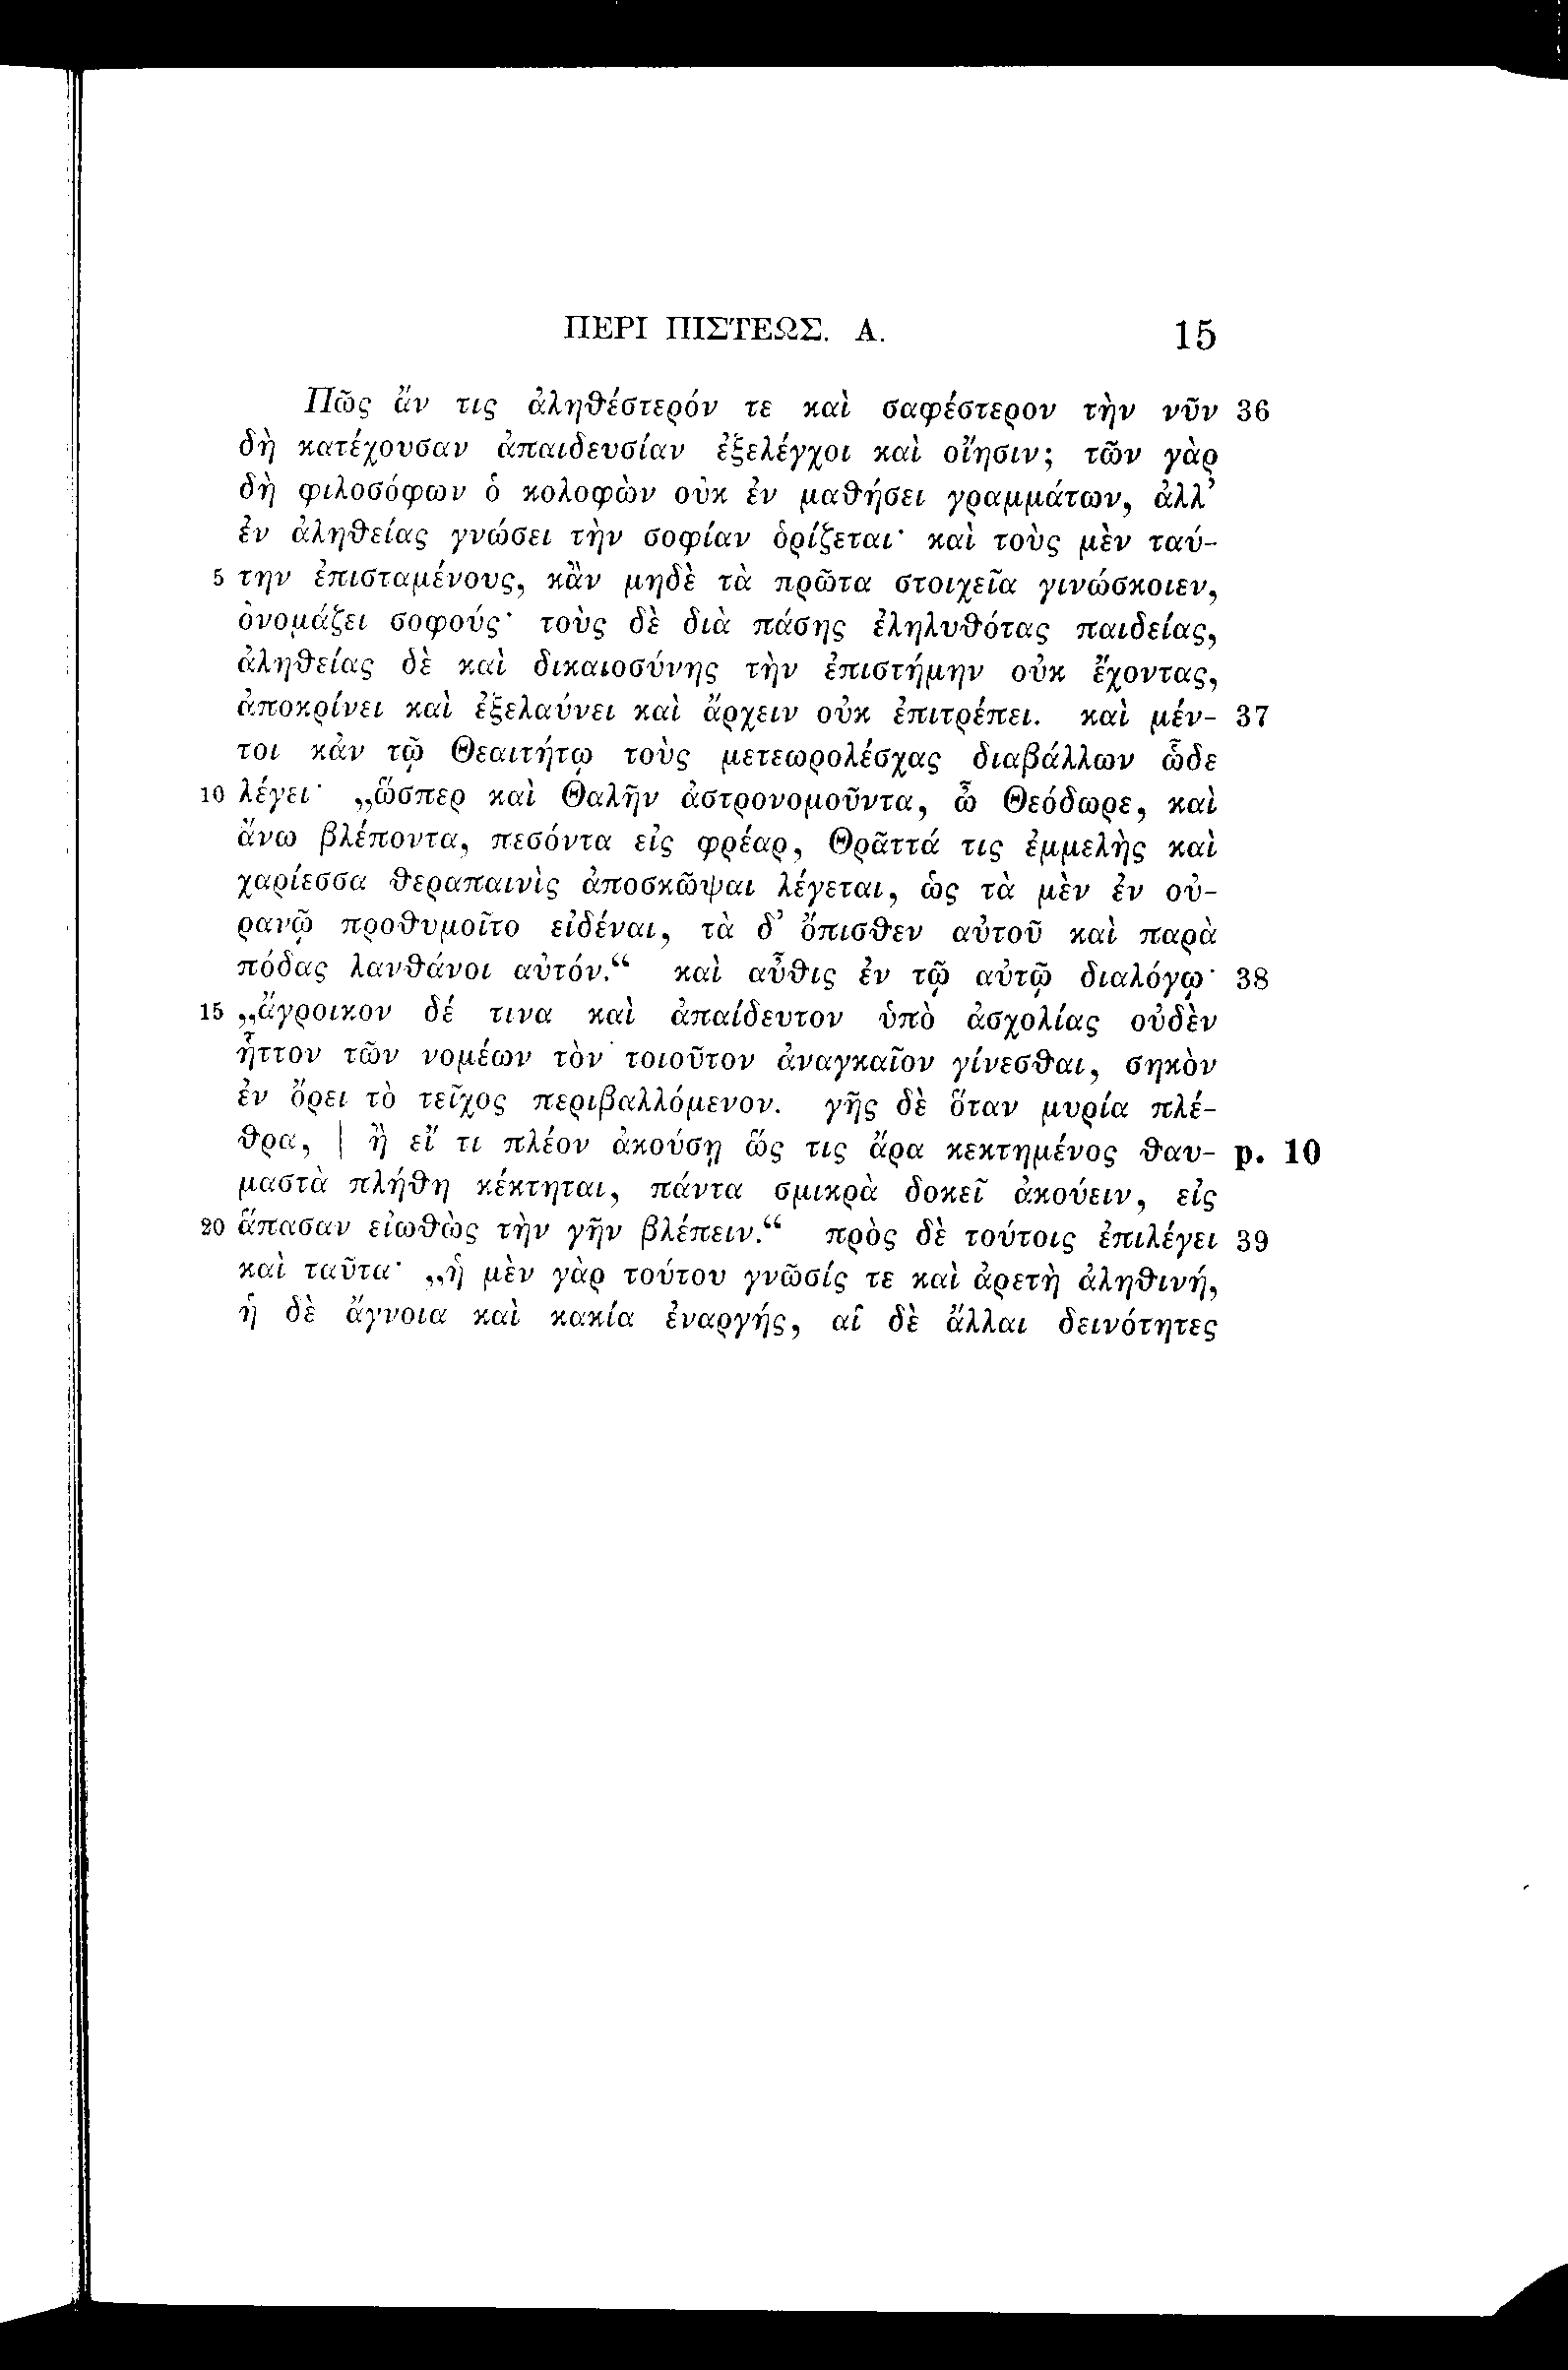 ΠΕΡΙ ΠΙΣΤΕΩΣ. Α. 15
Πῶς ἄν τις ἀληθέστερόν τε καὶ σαφέστερον τὴν νῦν 36
δὴ κατέχουσαν ἀπαιδευσίαν ἐξελέγχοι καὶ οἴησιν; τῶν γὰρ
δὴ φιλοσόφων ὁ κολοφὼν οὐκ ἐν μαθήσει γραμμάτων, ἀλλ’
ἐν ἀληθείας γνώσει τὴν σοφίαν ὁρίζεται· καὶ τοὺς μὲν ταύ-
5 την ἐπισταμένους, κἂν μηδὲ τὰ πρῶτα στοιχεῖα γινώσκοιεν,
ὀνομάζει σοφούς· τοὺς δὲ διὰ πάσης ἐληλυθότας παιδείας,
ἀληθείας δὲ καὶ δικαιοσύνης τὴν ἐπιστήμην οὐκ ἔχοντας,
ἀποκρίνει καὶ ἐξελαύνει καὶ ἄρχειν οὐκ ἐπιτρέπει. καὶ μέν- 37
τοι κἀν τῷ Θεαιτήτῳ τοὺς μετεωρολέσχας διαβάλλων ὧδε
10 λέγει· „ὥσπερ καὶ Θαλῆν ἀστρονομοῦντα, ὦ Θεόδωρε, καὶ
ἄνω βλέποντα, πεσόντα εἰς φρέαρ, Θρᾷττά τις ἐμμελὴς καὶ
χαρίεσσα θεραπαινὶς ἀποσκῶψαι λέγεται, ὡς τὰ μὲν ἐν οὐ-
ρανῷ προθυμοῖτο εἰδέναι, τὰ δ’ ὄπισθεν αὐτοῦ καὶ παρὰ
πόδας λανθάνοι αὐτόν.“ καὶ αὖθις ἐν τῷ αὐτῷ διαλόγῳ· 38
15 „ἄγροικον δέ τινα καὶ ἀπαίδευτον ὑπὸ ἀσχολίας οὐδὲν
ἧττον τῶν νομέων τὸν τοιοῦτον ἀναγκαῖον γίνεσθαι, σηκὸν
ἐν ὄρει τὸ τεῖχος περιβαλλόμενον. γῆς δὲ ὅταν μυρία πλέ-
θρα, | ἢ εἴ τι πλέον ἀκούσῃ ὥς τις ἄρα κεκτημένος θαυ- p. 10
μαστὰ πλήθη κέκτηται, πάντα σμικρὰ δοκεῖ ἀκούειν, εἰς
20 ἅπασαν εἰωθὼς τὴν γῆν βλέπειν.“ πρὸς δὲ τούτοις ἐπιλέγει 39
καὶ ταῦτα· „ἡ μὲν γὰρ τούτου γνῶσίς τε καὶ ἀρετὴ ἀληθινή,
ἡ δὲ ἄγνοια καὶ κακία ἐναργής, αἱ δὲ ἄλλαι δεινότητες